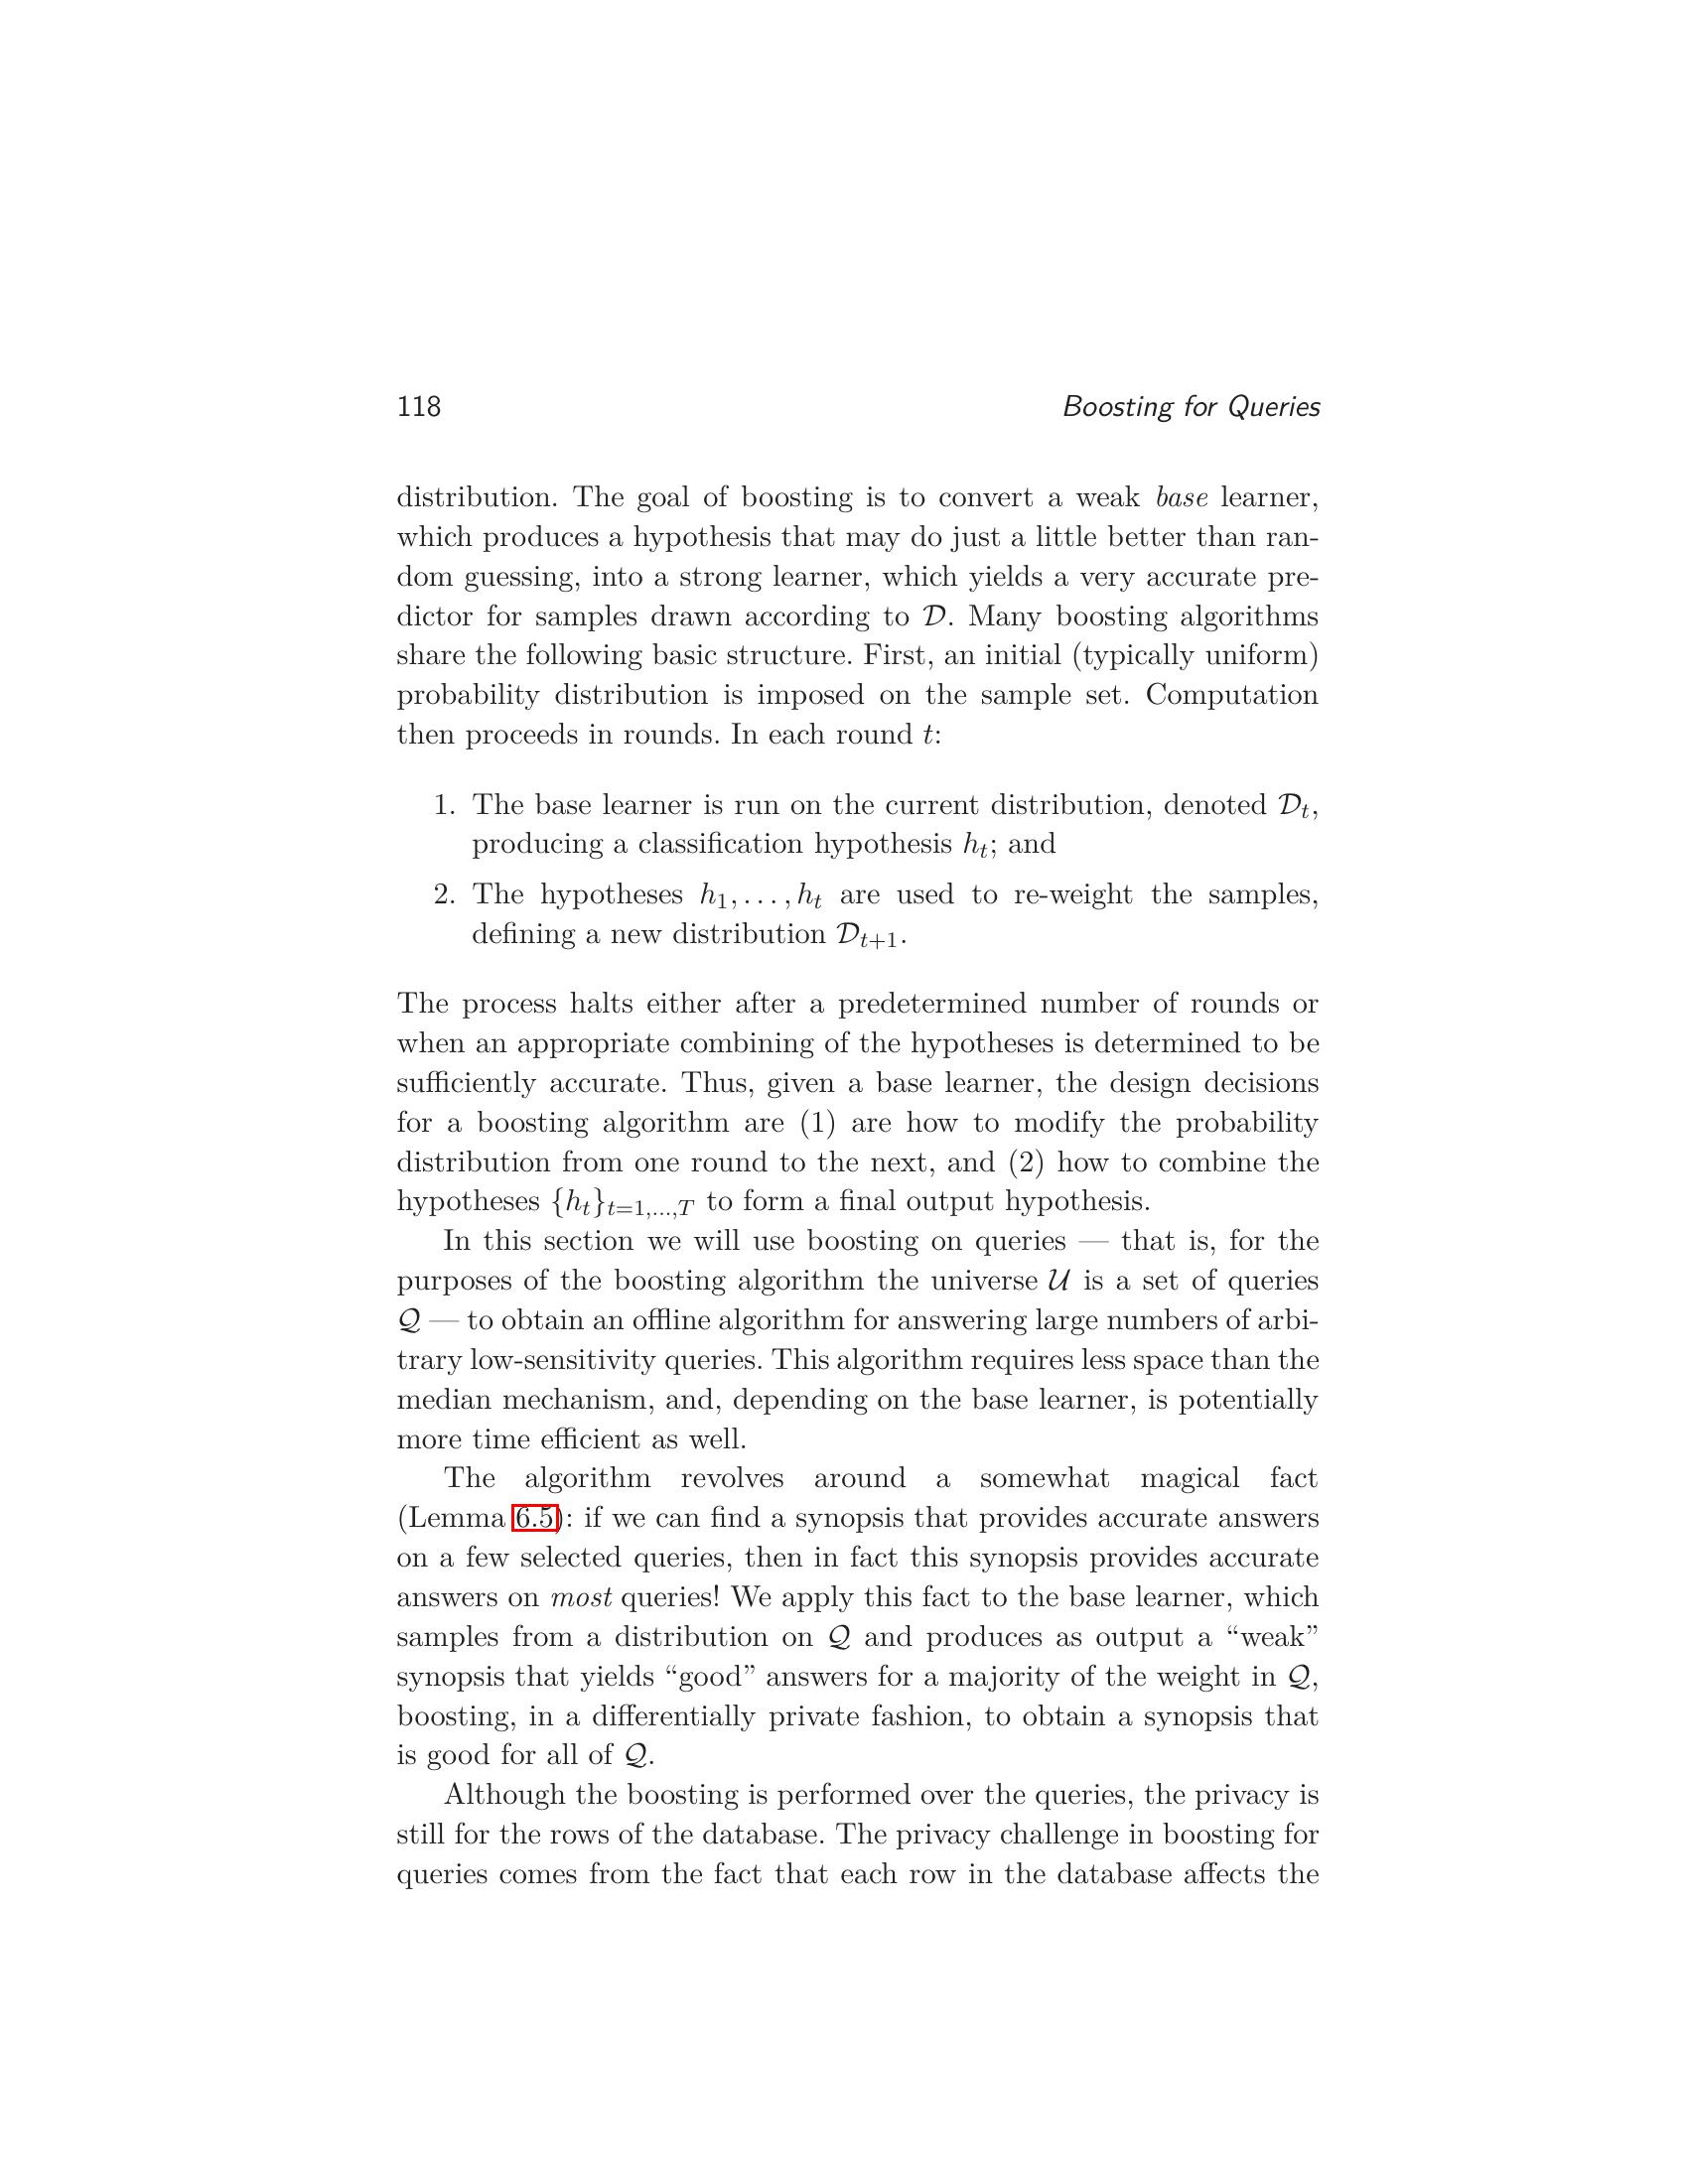 118 Boosting for Queries
distribution. The goal of boosting is to convert a weak base learner,
which produces a hypothesis that may do just a little better than ran-
dom guessing, into a strong learner, which yields a very accurate pre-
dictor for samples drawn according to 𝒟. Many boosting algorithms
share the following basic structure. First, an initial (typically uniform)
probability distribution is imposed on the sample set. Computation
then proceeds in rounds. In each round t:
1. The base learner is run on the current distribution, denoted 𝒟_t,
producing a classification hypothesis h_t; and
2. The hypotheses h_1, . . . , h_t are used to re-weight the samples,
defining a new distribution 𝒟_{t+1}.
The process halts either after a predetermined number of rounds or
when an appropriate combining of the hypotheses is determined to be
sufficiently accurate. Thus, given a base learner, the design decisions
for a boosting algorithm are (1) are how to modify the probability
distribution from one round to the next, and (2) how to combine the
hypotheses {h_t}_{t=1,...,T} to form a final output hypothesis.
In this section we will use boosting on queries — that is, for the
purposes of the boosting algorithm the universe 𝒰 is a set of queries
𝒬 — to obtain an offline algorithm for answering large numbers of arbi-
trary low-sensitivity queries. This algorithm requires less space than the
median mechanism, and, depending on the base learner, is potentially
more time efficient as well.
The algorithm revolves around a somewhat magical fact
(Lemma 6.5): if we can find a synopsis that provides accurate answers
on a few selected queries, then in fact this synopsis provides accurate
answers on most queries! We apply this fact to the base learner, which
samples from a distribution on 𝒬 and produces as output a “weak”
synopsis that yields “good” answers for a majority of the weight in 𝒬,
boosting, in a differentially private fashion, to obtain a synopsis that
is good for all of 𝒬.
Although the boosting is performed over the queries, the privacy is
still for the rows of the database. The privacy challenge in boosting for
queries comes from the fact that each row in the database affects the